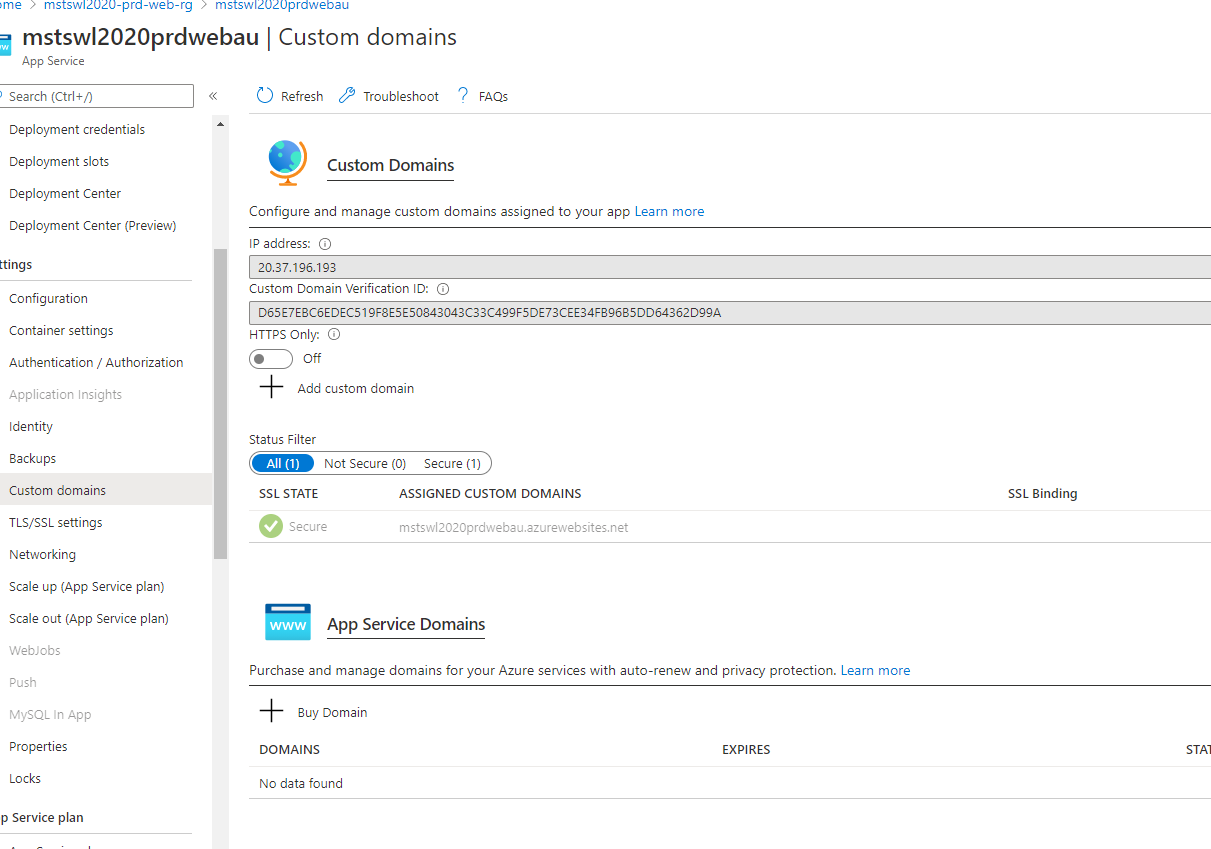 ome > mstswl2020-prd-web-rg > mstswl2020prdwebau
mstswl2020prdwebau | Custom domains
App Service
Search (Ctrl+/)
«
Refresh
Troubleshoot
? FAQs
Deployment credentials
Deployment slots
Deployment Center
Deployment Center (Preview)
ttings
Configuration
Container settings
Authentication / Authorization
Application Insights
Identity
Backups
Custom domains
TLS/SSL settings
Networking
Scale up (App Service plan)
Scale out (App Service plan)
WebJobs
Push
MySQL In App
Properties
Locks
p Service plan
Custom Domains
Configure and manage custom domains assigned to your app Learn more
IP address:
20.37.196.193
Custom Domain Verification ID:
D65E7EBC6EDEC519F8E5E50843043C33C499F5DE73CEE34FB96B5DD64362D99A
HTTPS Only:
Off
Add custom domain
Status Filter
All (1) Not Secure (0) Secure (1)
SSL STATE ASSIGNED CUSTOM DOMAINS SSL Binding
Secure mstswl2020prdwebau.azurewebsites.net
www
App Service Domains
Purchase and manage domains for your Azure services with auto-renew and privacy protection. Learn more
Buy Domain
DOMAINS EXPIRES STAT
No data found